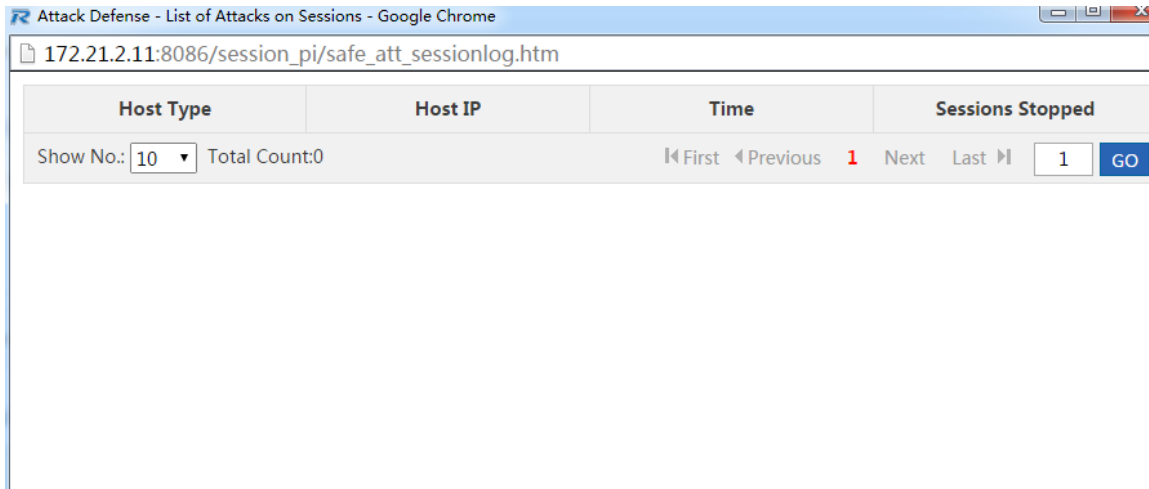 Attack Defense - List of Attacks on Sessions - Google Chrome
172.21.2.11:8086/session_pi/safe_att_sessionlog.htm
Host Type Host IP Time Sessions Stopped
Show No.: 10 Total Count:0 First Previous 1 Next Last 1 GO